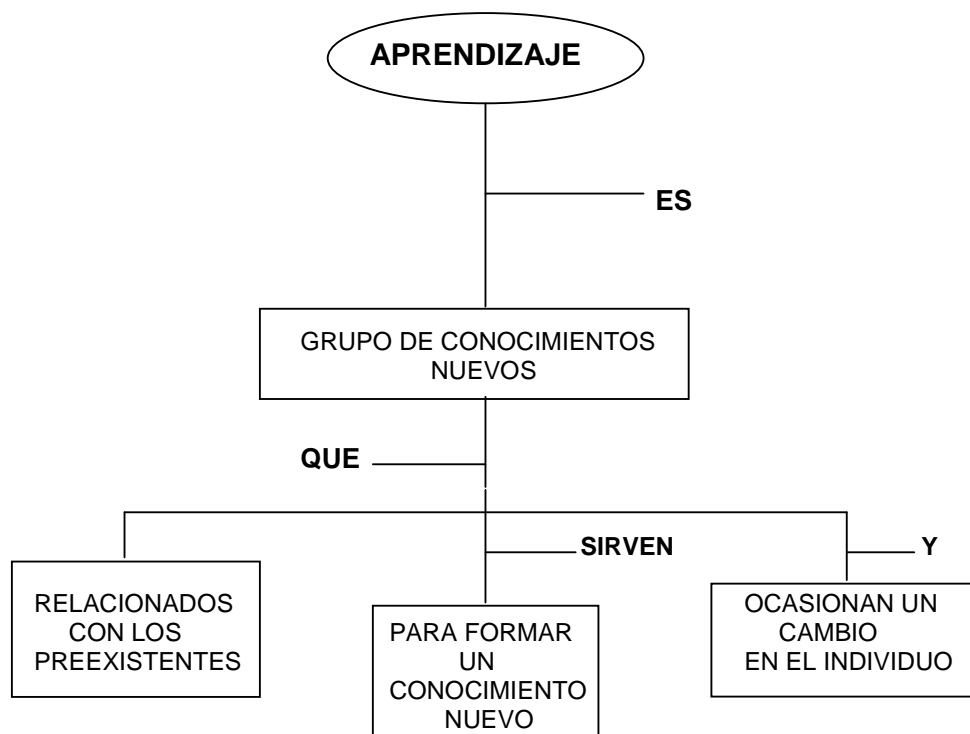 APRENDIZAJE
ES
GRUPO DE CONOCIMIENTOS
NUEVOS
QUE
RELACIONADOS
CON LOS
PREEXISTENTES
SIRVEN
PARA FORMAR
UN
CONOCIMIENTO
NUEVO
Y
OCASIONAN UN
CAMBIO
EN EL INDIVIDUO